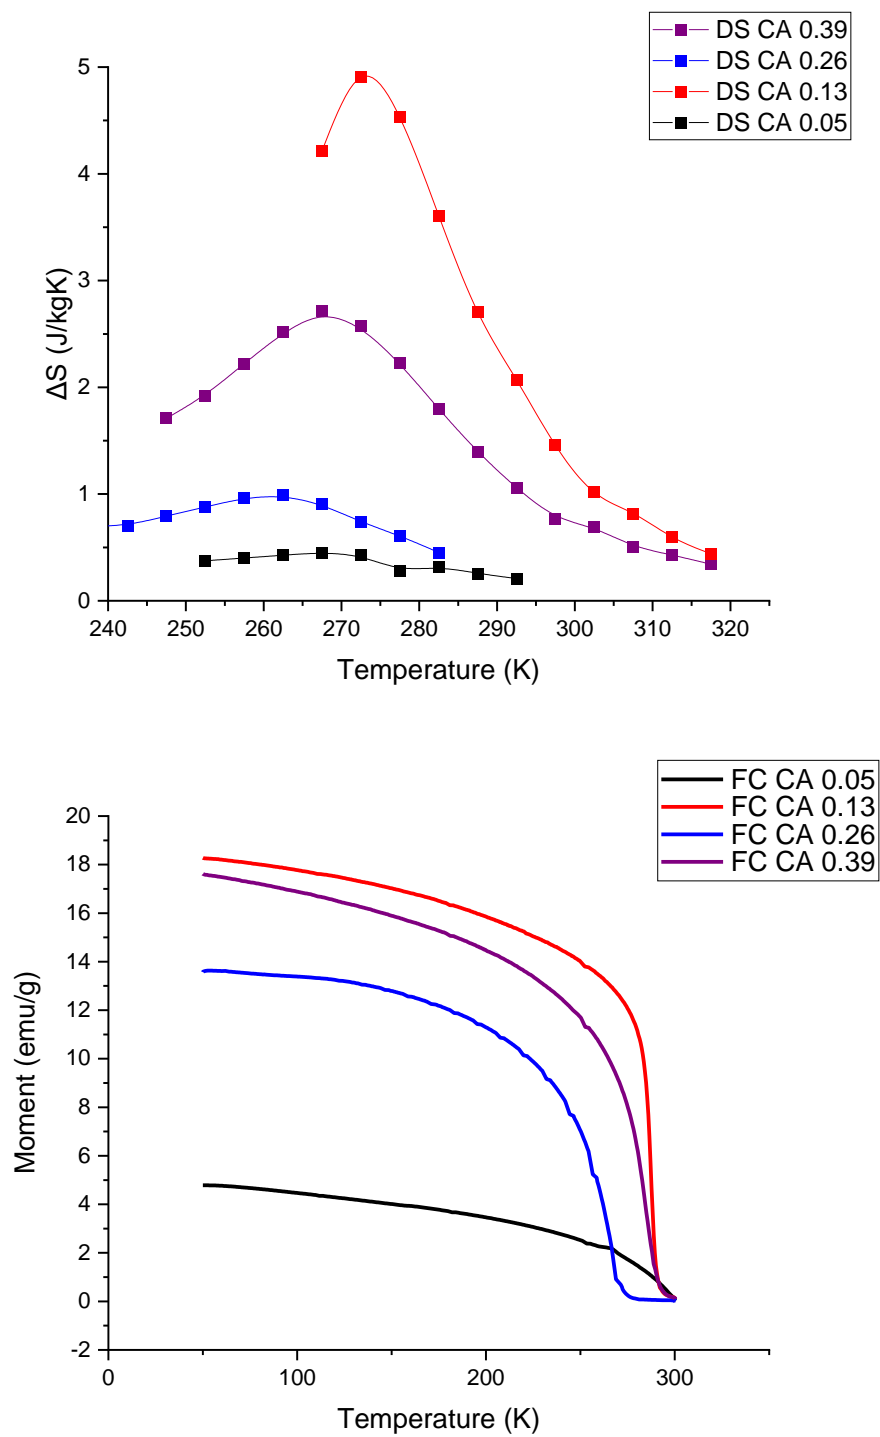 DS CA 0.39
DS CA 0.26
DS CA 0.13
DS CA 0.05
5
4
3
2
1
0
ΔS (J/kgK)
240 250 260 270 280 290 300 310 320
Temperature (K)
FC CA 0.05
FC CA 0.13
FC CA 0.26
FC CA 0.39
20
18
16
14
12
10
8
6
4
2
0
-2
Moment (emu/g)
0 100 200 300
Temperature (K)